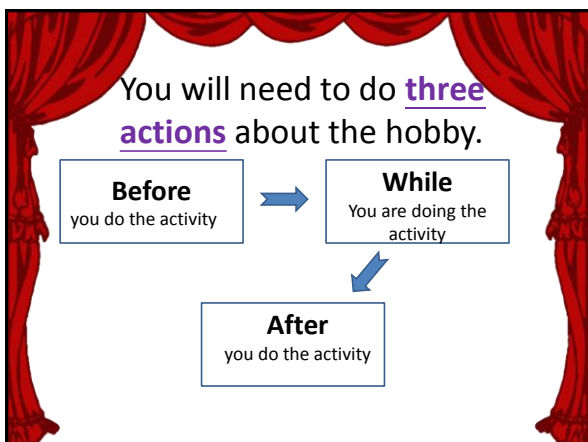 You will need to do three
actions about the hobby.
Before
you do the activity
While
You are doing the
activity
After
you do the activity